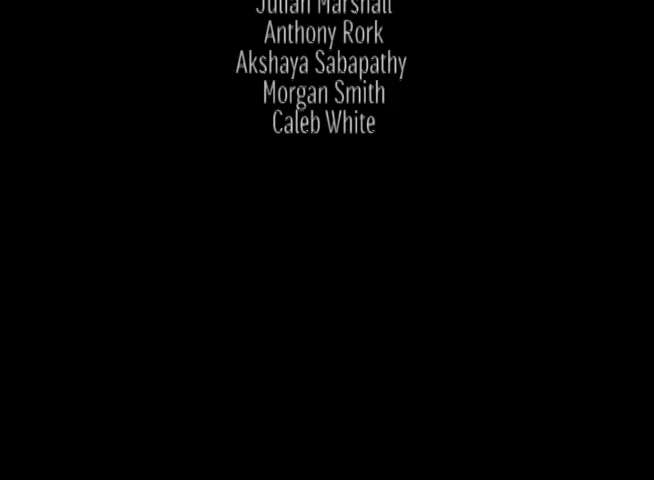 Julian Marshall
Anthony Rork
Akshaya Sabapathy
Morgan Smith
Caleb White